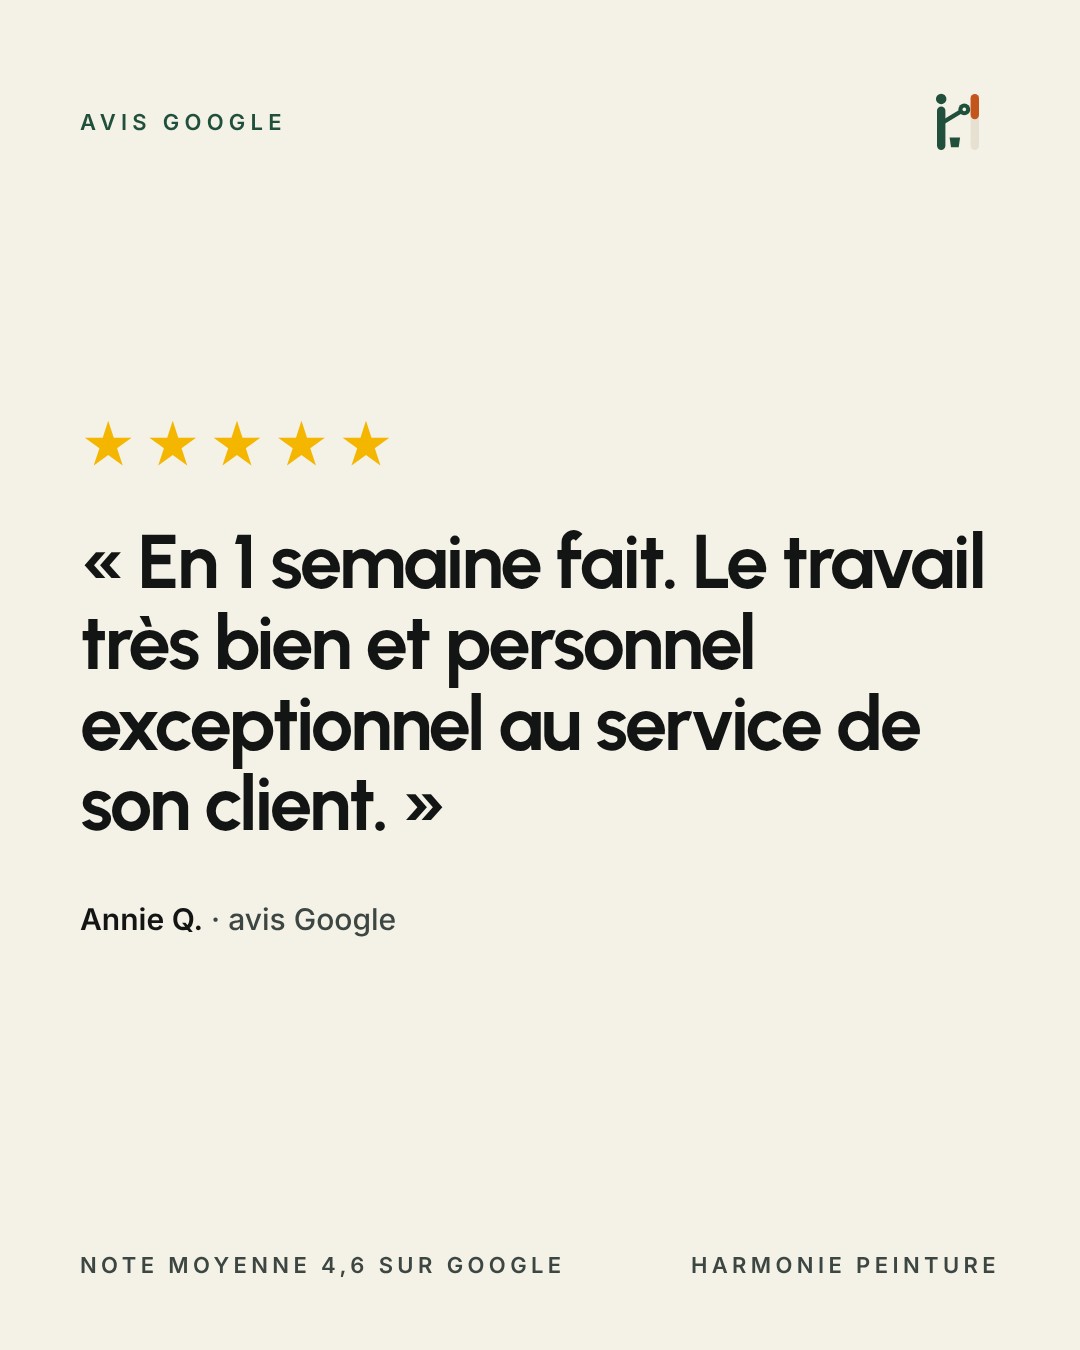 AVIS GOOGLE
★★★★★
« En 1 semaine fait. Le travail
très bien et personnel
exceptionnel au service de
son client. »
Annie Q. · avis Google
NOTE MOYENNE 4,6 SUR GOOGLE
HARMONIE PEINTURE